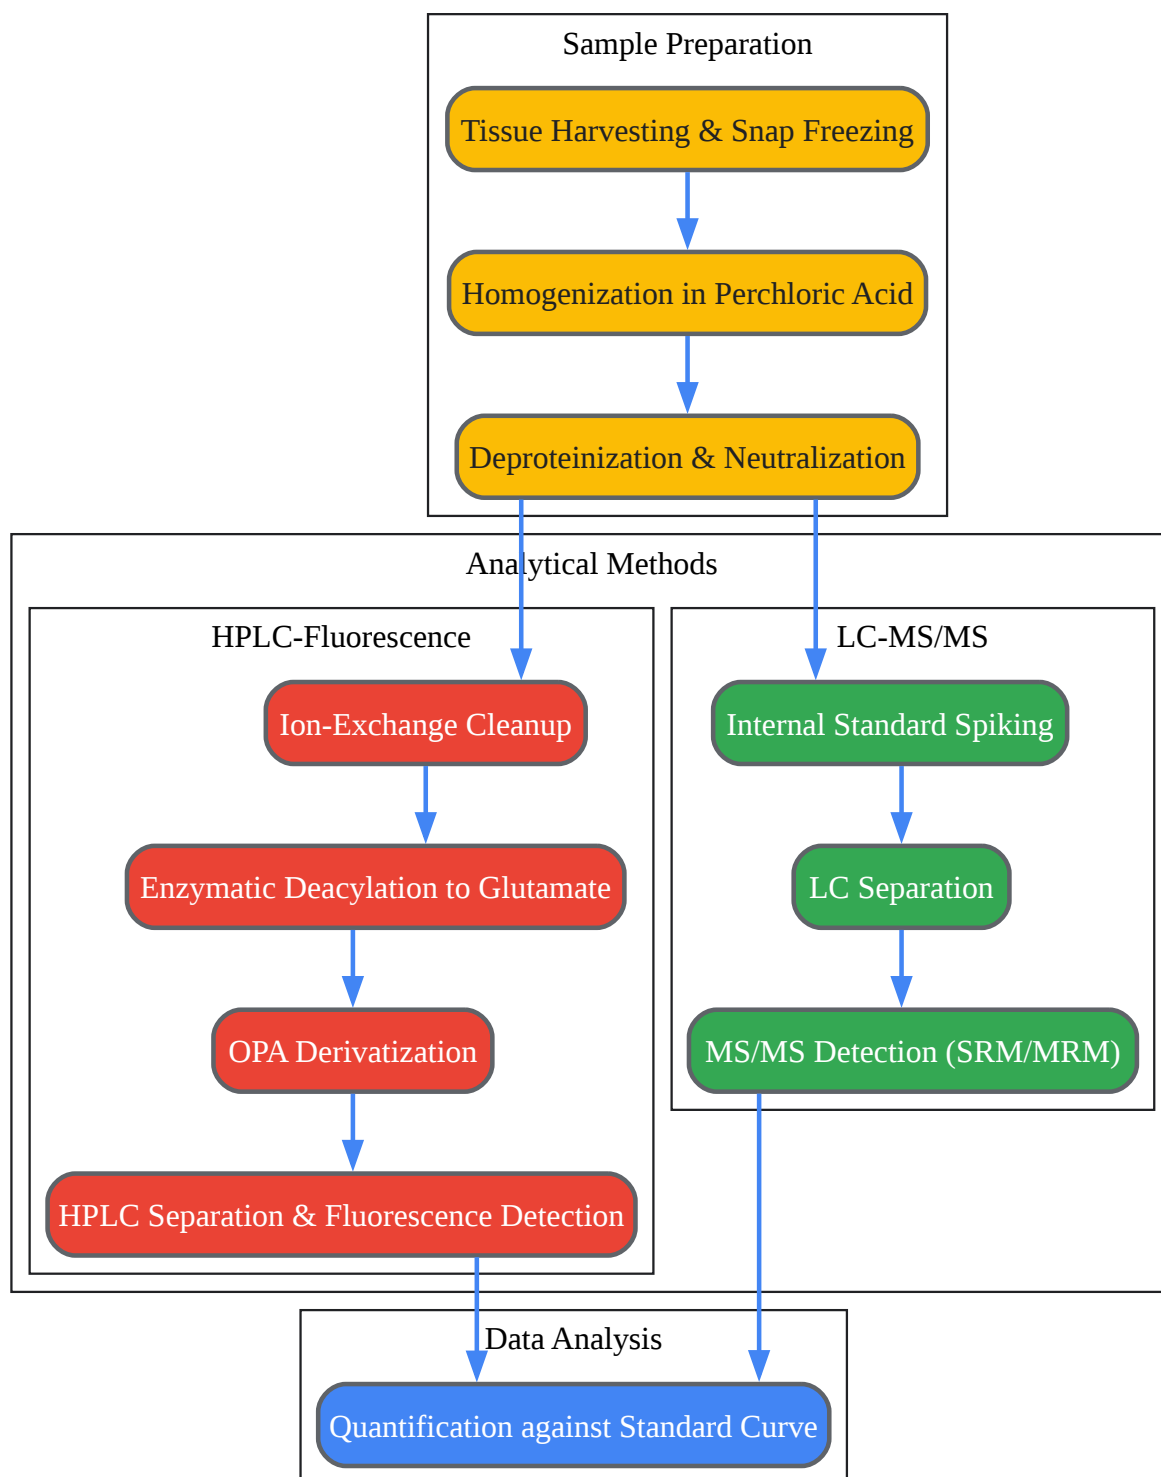 Sample Preparation
Tissue Harvesting & Snap Freezing
Homogenization in Perchloric Acid
Deproteinization & Neutralization
Analytical Methods
HPLC-Fluorescence
Ion-Exchange Cleanup
Enzymatic Deacylation to Glutamate
OPA Derivatization
HPLC Separation & Fluorescence Detection
LC-MS/MS
Internal Standard Spiking
LC Separation
MS/MS Detection (SRM/MRM)
Data Analysis
Quantification against Standard Curve